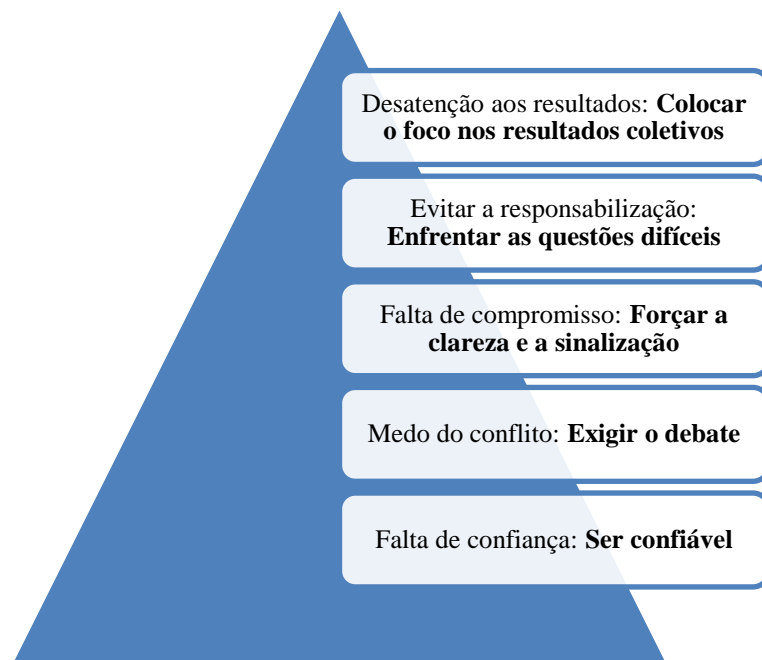 Desatenção aos resultados: Colocar
o foco nos resultados coletivos
Evitar a responsabilização:
Enfrentar as questões difíceis
Falta de compromisso: Forçar a
clareza e a sinalização
Medo do conflito: Exigir o debate
Falta de confiança: Ser confiável